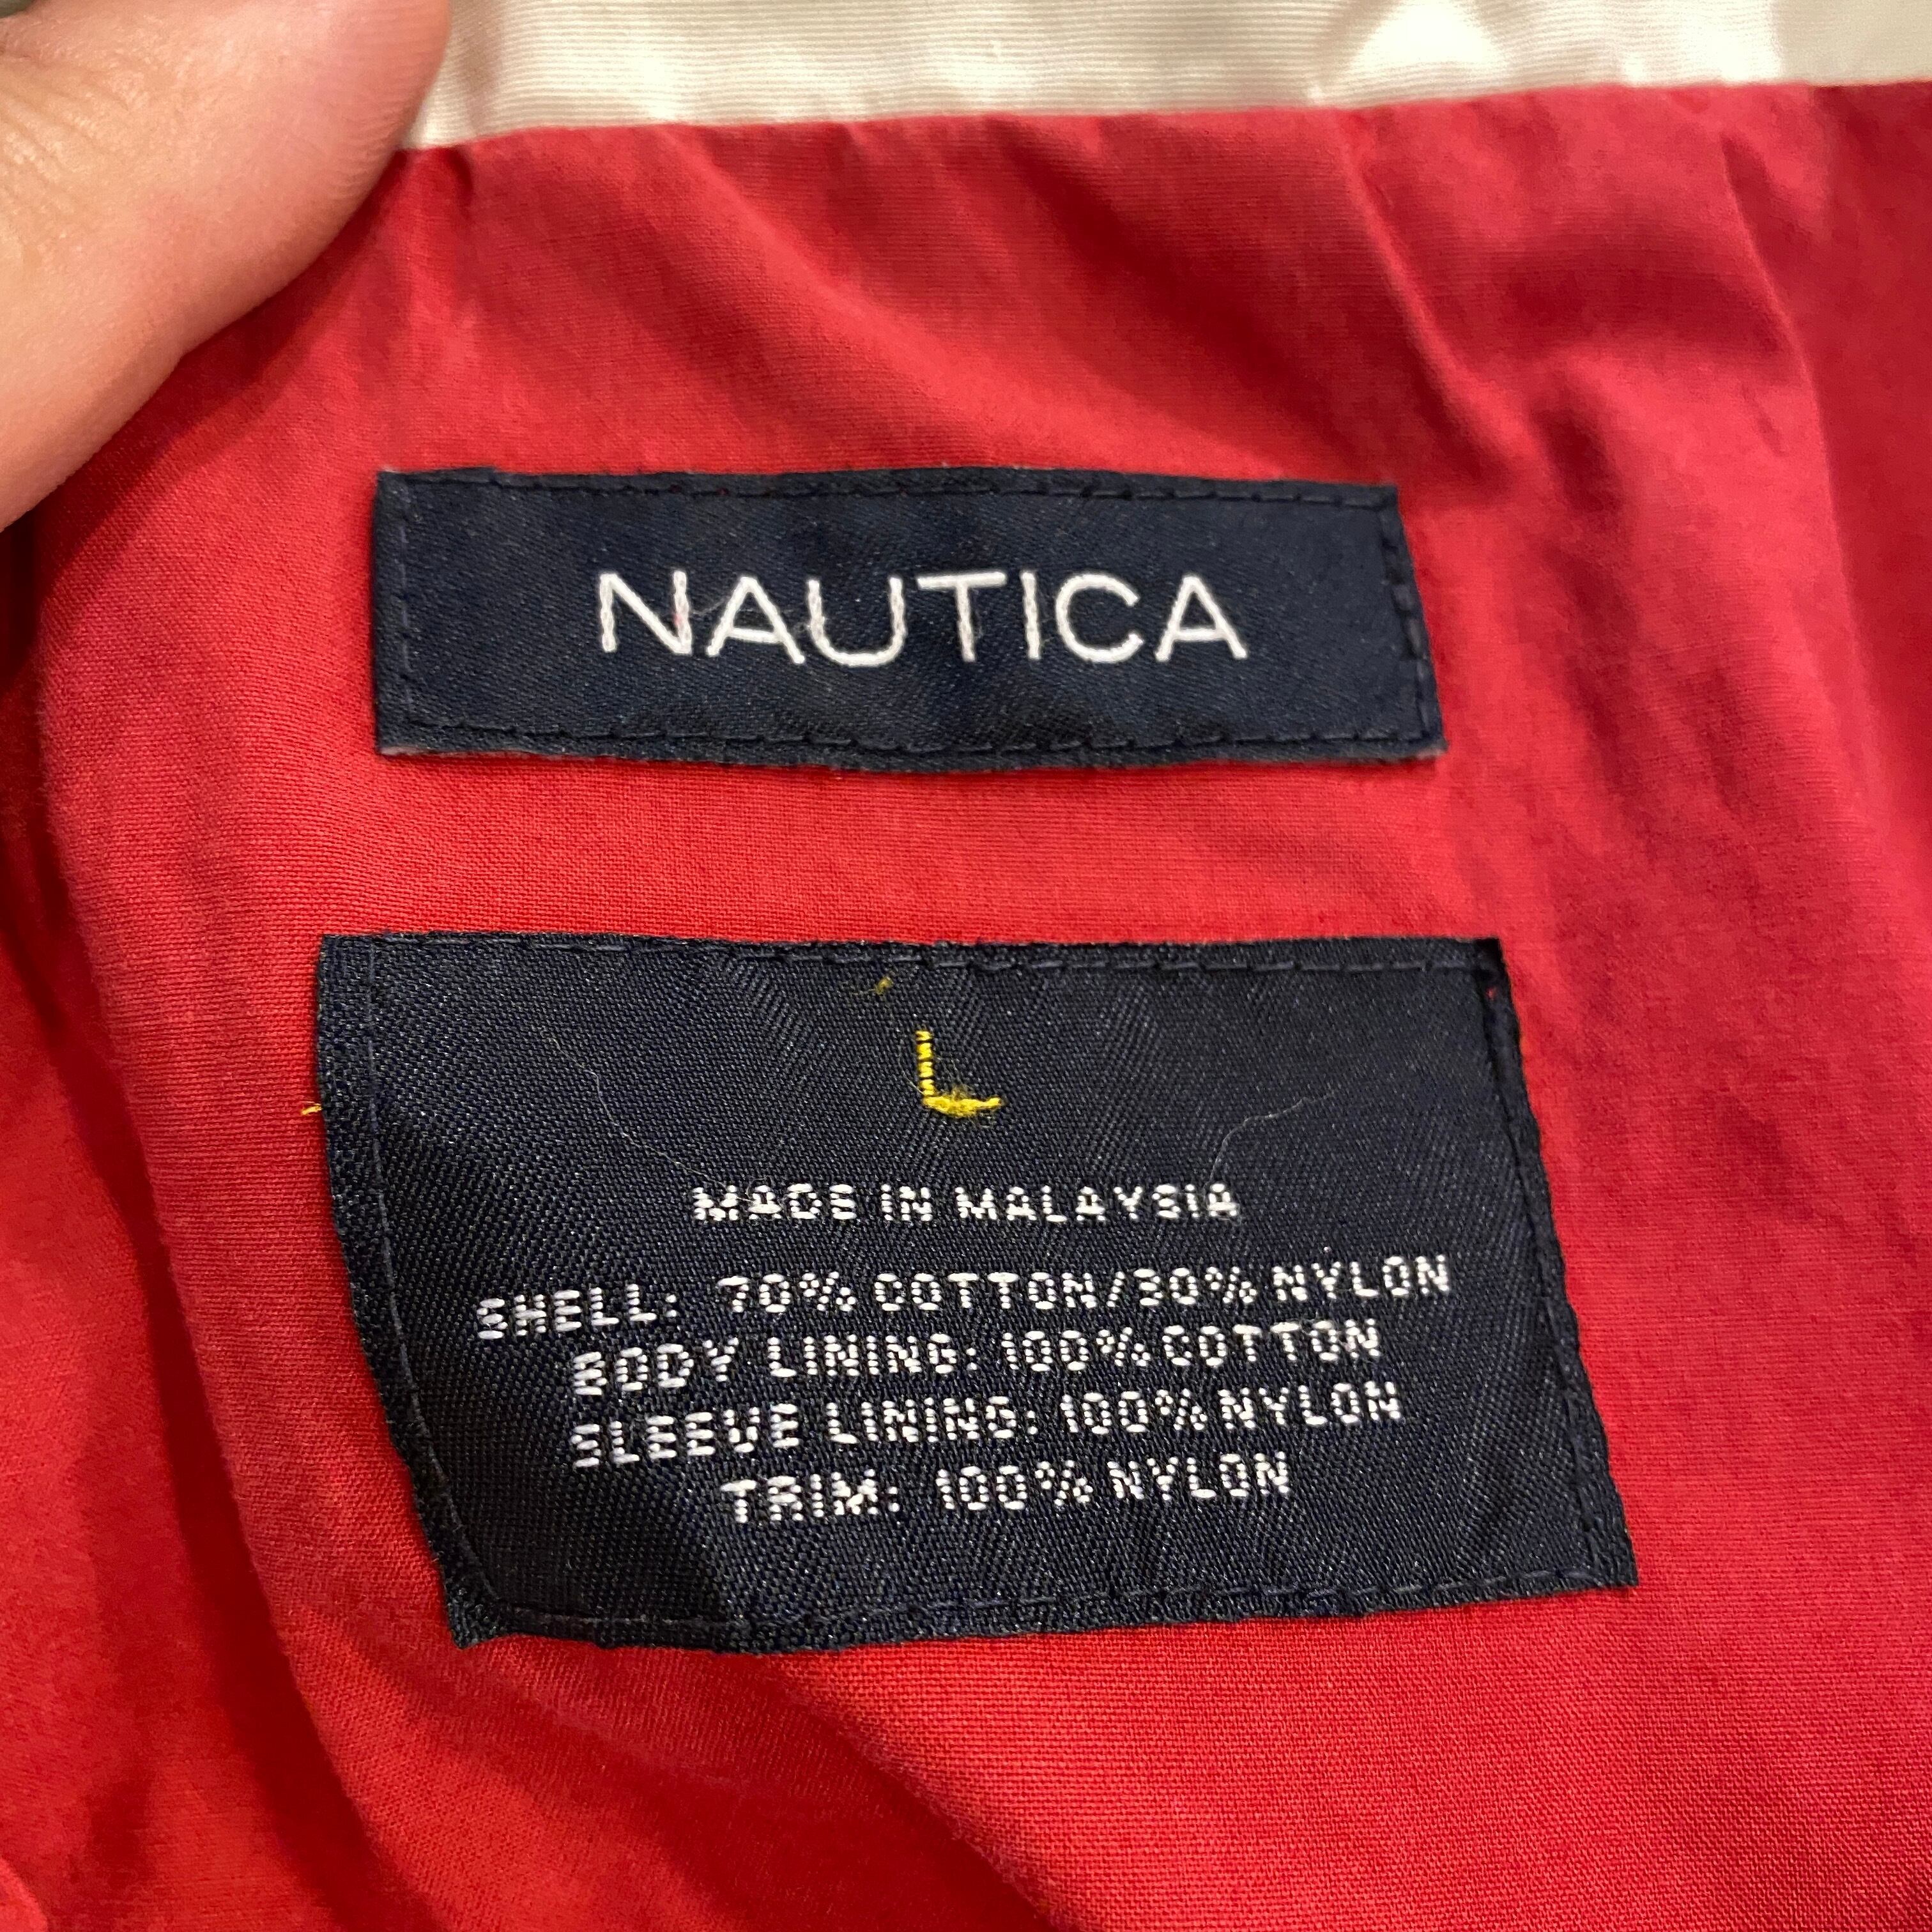 NAUTICA
L
MADE IN MALAYSIA
SHELL: 70% COTTON/30% NYLON
BODY LINING: 100% COTTON
SLEEVE LINING: 100% NYLON
TRIM: 100% NYLON